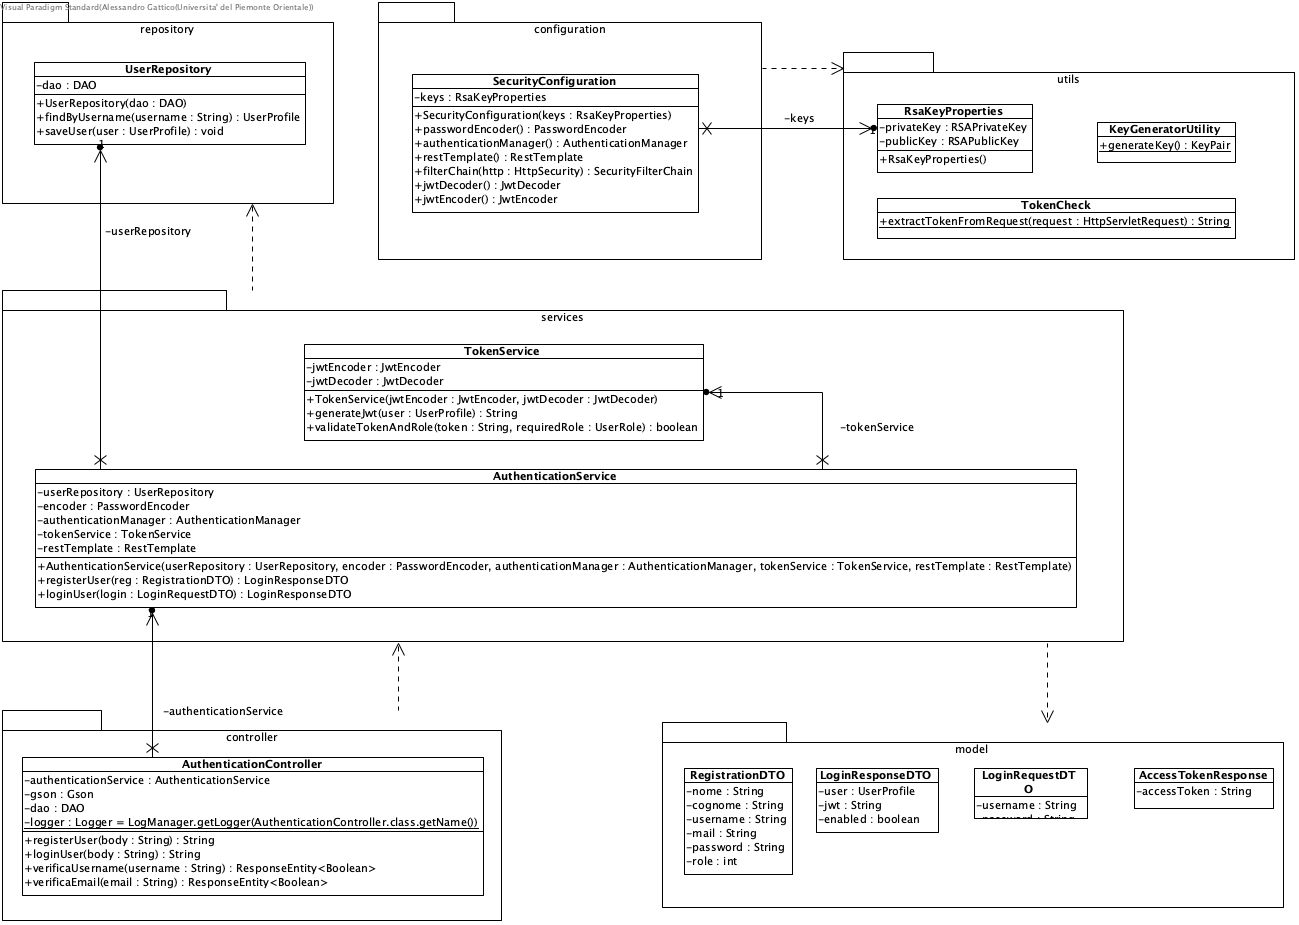 Visual Paradigm Standard(Alessandro Gattico(Universita' del Piemonte Orientale))
repository
UserRepository
-dao : DAO
+UserRepository(dao : DAO)
+findByUsername(username : String) : UserProfile
+saveUser(user : UserProfile) : void
1
-userRepository
configuration
SecurityConfiguration
-keys : RsaKeyProperties
+SecurityConfiguration(keys : RsaKeyProperties)
+passwordEncoder() : PasswordEncoder
+authenticationManager() : AuthenticationManager
+restTemplate() : RestTemplate
+filterChain(http : HttpSecurity) : SecurityFilterChain
+jwtDecoder() : JwtDecoder
+jwtEncoder() : JwtEncoder
-keys
1
utils
RsaKeyProperties
-privateKey : RSAPrivateKey
-publicKey : RSAPublicKey
+RsaKeyProperties()
KeyGeneratorUtility
+generateKey() : KeyPair
TokenCheck
+extractTokenFromRequest(request : HttpServletRequest) : String
services
TokenService
-jwtEncoder : JwtEncoder
-jwtDecoder : JwtDecoder
+TokenService(jwtEncoder : JwtEncoder, jwtDecoder : JwtDecoder)
+generateJwt(user : UserProfile) : String
+validateTokenAndRole(token : String, requiredRole : UserRole) : boolean
1
-tokenService
AuthenticationService
-userRepository : UserRepository
-encoder : PasswordEncoder
-authenticationManager : AuthenticationManager
-tokenService : TokenService
-restTemplate : RestTemplate
+AuthenticationService(userRepository : UserRepository, encoder : PasswordEncoder, authenticationManager : AuthenticationManager, tokenService : TokenService, restTemplate : RestTemplate)
+registerUser(reg : RegistrationDTO) : LoginResponseDTO
+loginUser(login : LoginRequestDTO) : LoginResponseDTO
1
-authenticationService
controller
AuthenticationController
-authenticationService : AuthenticationService
-gson : Gson
-dao : DAO
-logger : Logger = LogManager.getLogger(AuthenticationController.class.getName())
+registerUser(body : String) : String
+loginUser(body : String) : String
+verificaUsername(username : String) : ResponseEntity<Boolean>
+verificaEmail(email : String) : ResponseEntity<Boolean>
model
RegistrationDTO
-nome : String
-cognome : String
-username : String
-mail : String
-password : String
-role : int
LoginResponseDTO
-user : UserProfile
-jwt : String
-enabled : boolean
LoginRequestDT
O
-username : String
AccessTokenResponse
-accessToken : String